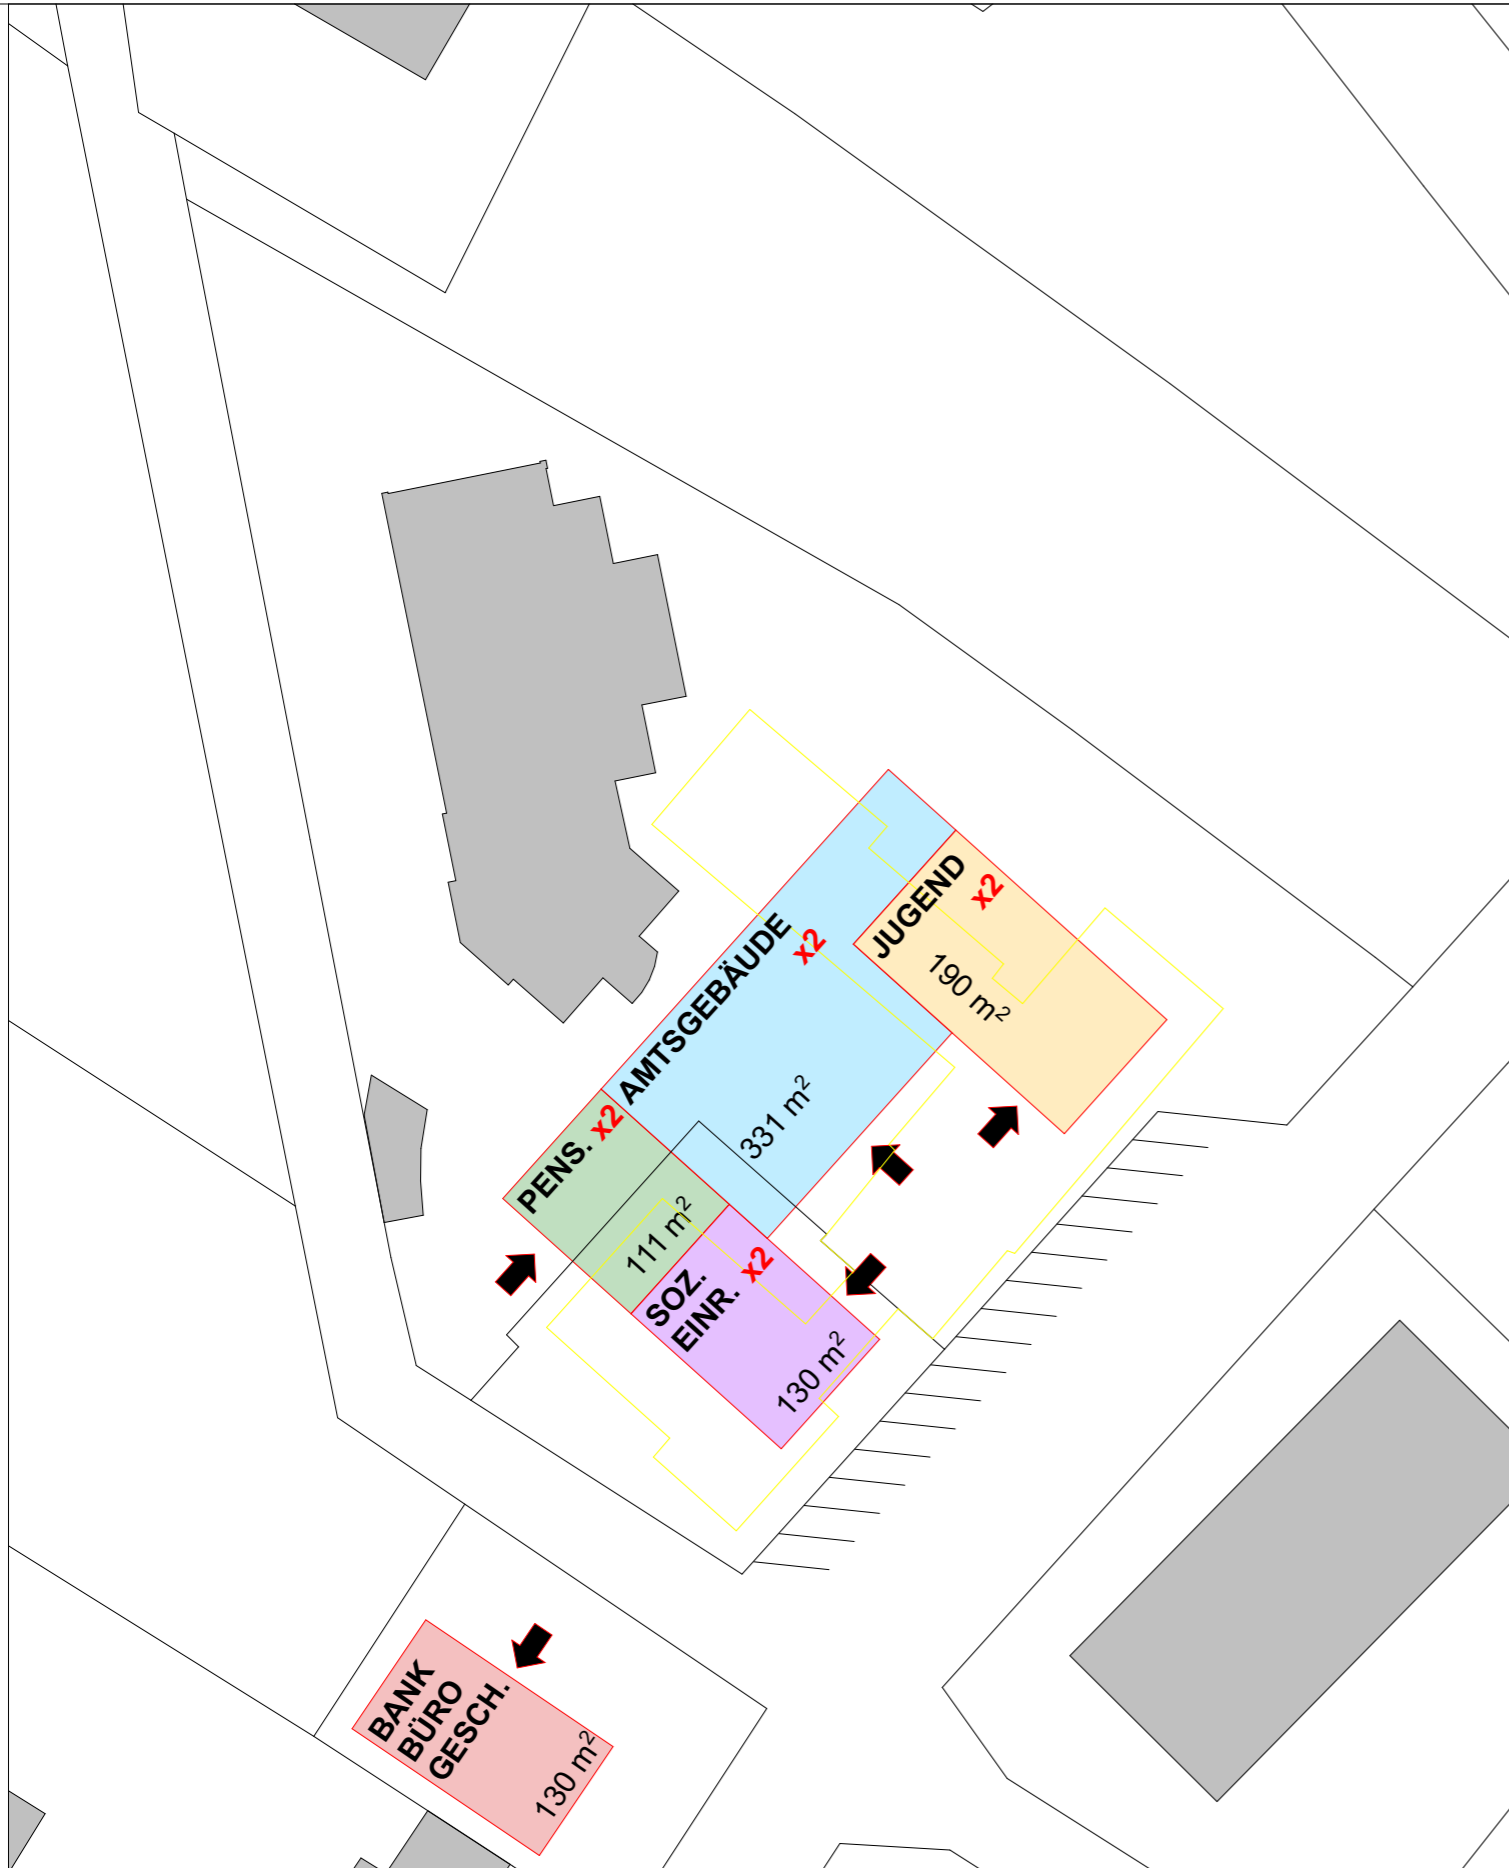 JUGEND
x2
190 m²
AMTSGEBÄUDE
x2
331 m²
PENS. x2
111 m²
SOZ.
EINR. x2
130 m²
BANK
BÜRO
GESCH.
130 m²